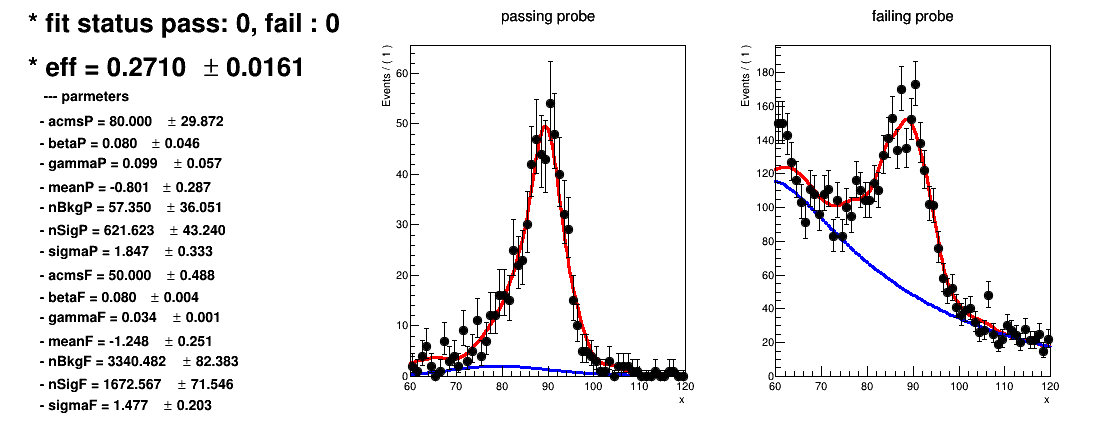 * fit status pass: 0, fail : 0
* eff = 0.2710 ± 0.0161
--- parmeters
- acmsP = 80.000 ± 29.872
- betaP = 0.080 ± 0.046
- gammaP = 0.099 ± 0.057
- meanP = -0.801 ± 0.287
- nBkgP = 57.350 ± 36.051
- nSigP = 621.623 ± 43.240
- sigmaP = 1.847 ± 0.333
- acmsF = 50.000 ± 0.488
- betaF = 0.080 ± 0.004
- gammaF = 0.034 ± 0.001
- meanF = -1.248 ± 0.251
- nBkgF = 3340.482 ± 82.383
- nSigF = 1672.567 ± 71.546
- sigmaF = 1.477 ± 0.203
passing probe
Events / ( 1 )
60
50
40
30
20
10
0
60 70 80 90 100 110 120
x
failing probe
Events / ( 1 )
180
160
140
120
100
80
60
40
20
0
60 70 80 90 100 110 120
x